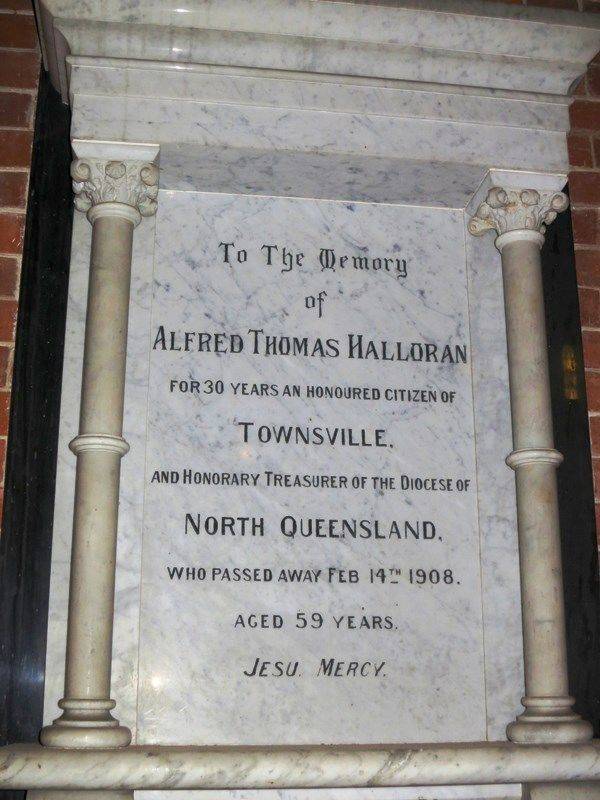 To The Memory
of
ALFRED THOMAS HALLORAN
FOR 30 YEARS AN HONOURED CITIZEN OF
TOWNSVILLE,
AND HONORARY TREASURER OF THE DIOCESE OF
NORTH QUEENSLAND,
WHO PASSED AWAY FEB 14TH 1908.
AGED 59 YEARS.
JESU. MERCY.